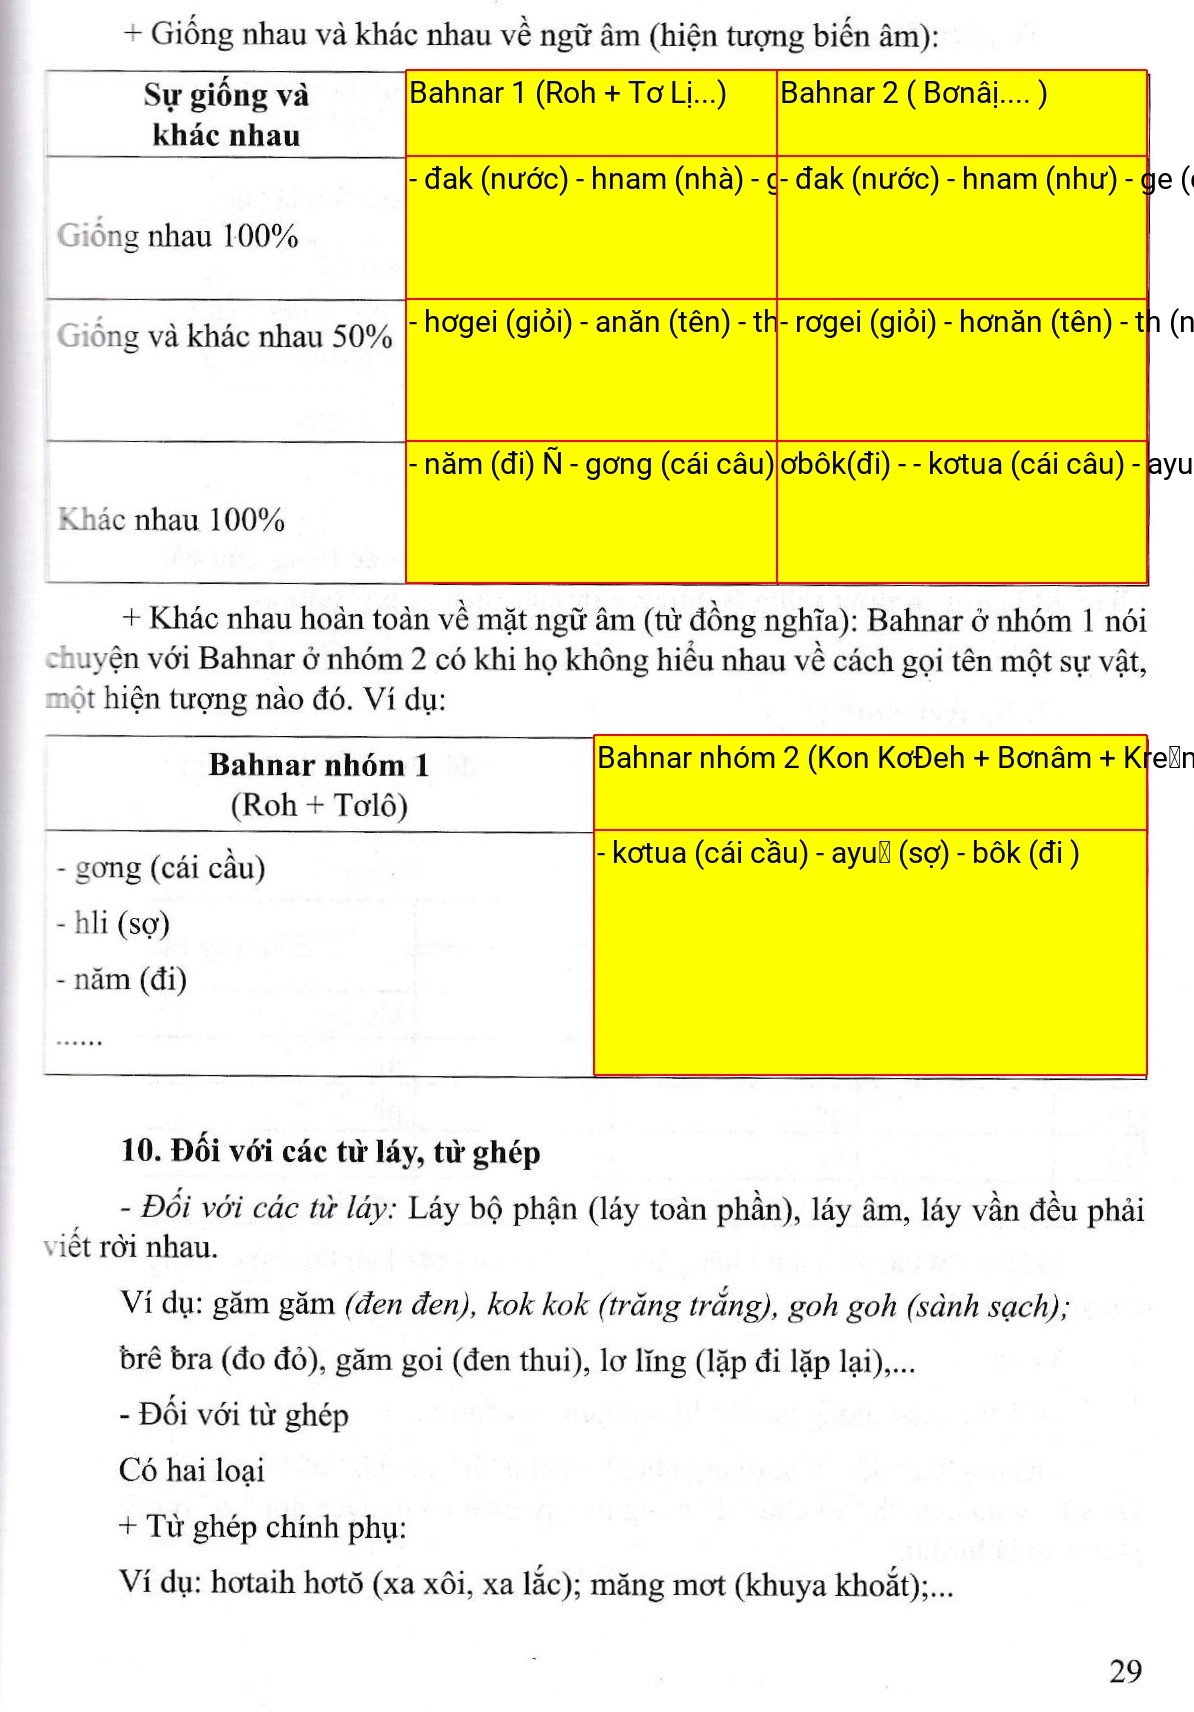 + Giống nhau và khác nhau về ngữ âm (hiện tượng biến âm):
Sự giống và khác nhau
Bahnar 1 (Roh + Tơ Lị...)
Bahnar 2 ( Bơnâị.... )
Giống nhau 100%
- đak (nước) - hnam (nhà) -
- đak (nước) - hnam (như) - ge
Giống và khác nhau 50%
- hơgei (giỏi) - anăn (tên) - th
- rơgei (giỏi) - hơnăn (tên) - th (n
Khác nhau 100%
- năm (đi) Ñ - gơng (cái câu)
ơbôk(đi) - - kơtua (cái câu) - ayu
+ Khác nhau hoàn toàn về mặt ngữ âm (từ đồng nghĩa): Bahnar ở nhóm 1 nói
chuyện với Bahnar ở nhóm 2 có khi họ không hiểu nhau về cách gọi tên một sự vật,
một hiện tượng nào đó. Ví dụ:
Bahnar nhóm 1
(Roh + Tơlô)
Bahnar nhóm 2 (Kon KơĐeh + Bơnâm +
- gơng (cái cầu)
- hli (sợ)
- năm (đi)
......
- kơtua (cái cầu) - ayu (sợ) - bôk (đi )
10. Đối với các từ láy, từ ghép
- Đối với các từ láy: Láy bộ phận (láy toàn phần), láy âm, láy vần đều phải
viết rời nhau.
Ví dụ: găm găm (đen đen), kok kok (trăng trắng), goh goh (sành sạch);
ƀrê ƀra (đo đỏ), găm goi (đen thui), lơ lĭng (lặp đi lặp lại),...
- Đối với từ ghép
Có hai loại
+ Từ ghép chính phụ:
Ví dụ: hơtaih hơtŏ (xa xôi, xa lắc); măng mơt (khuya khoắt);...
29